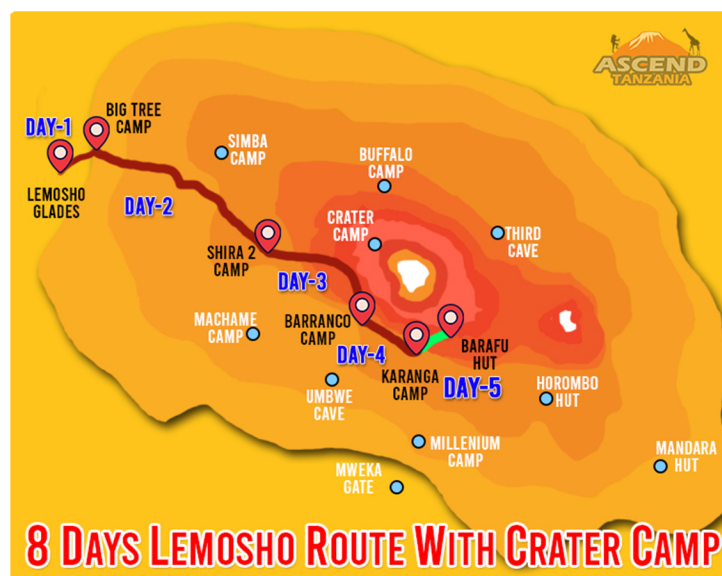 ASCEND
TANZANIA
BIG TREE
CAMP
DAY-1
SIMBA
CAMP
BUFFALO
CAMP
LEMOSHO
GLADES
DAY-2
CRATER
CAMP
THIRD
CAVE
SHIRA 2
CAMP
DAY-3
MACHAME
CAMP
BARRANCO
CAMP
DAY-4
BARAFU
HUT
KARANGA
CAMP
DAY-5
UMBWE
CAVE
HOROMBO
HUT
MILLENIUM
CAMP
MANDARA
HUT
MWEKA
GATE
8 DAYS LEMOSHO ROUTE WITH CRATER CAMP